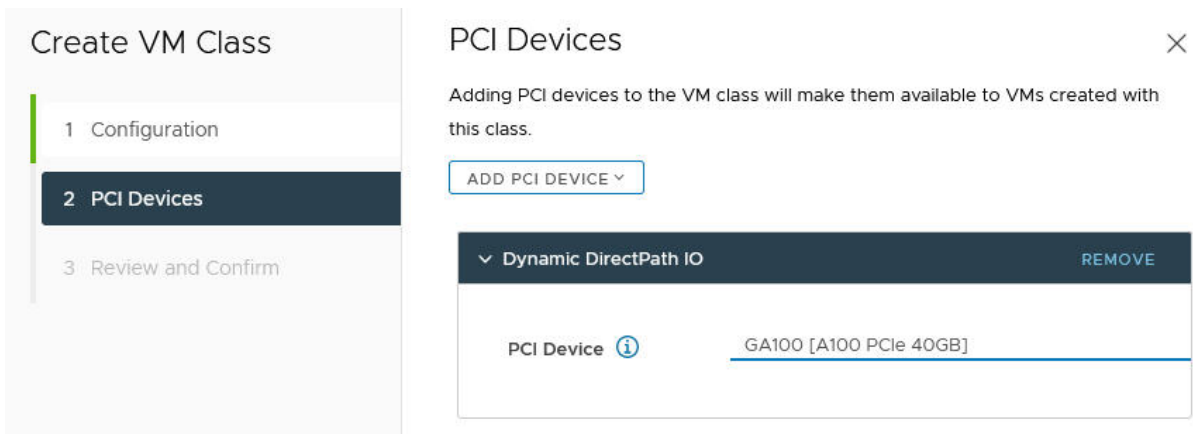 Create VM Class
1 Configuration
2 PCI Devices
3 Review and Confirm
PCI Devices
Adding PCI devices to the VM class will make them available to VMs created with
this class.
ADD PCI DEVICE
Dynamic DirectPath IO REMOVE
PCI Device GA100 [A100 PCIe 40GB]